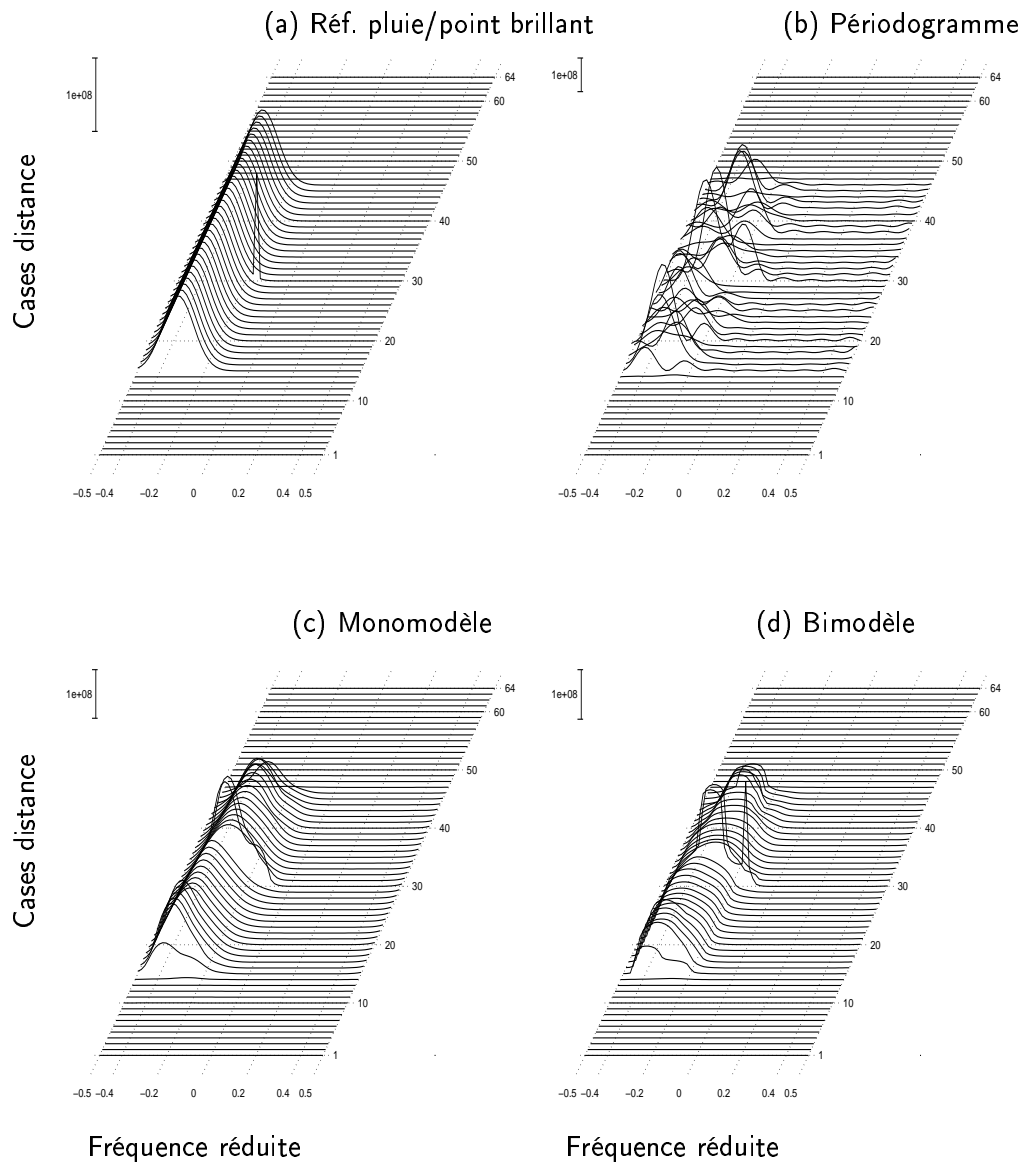 (a) Réf. pluie/point brillant
(b) Périodogramme
1e+08
64
60
50
40
30
20
10
1
−0.5 −0.4 −0.2 0 0.2 0.4 0.5
Cases distance
1e+08
64
60
50
40
30
20
10
1
−0.5 −0.4 −0.2 0 0.2 0.4 0.5
(c) Monomodèle
(d) Bimodèle
1e+08
64
60
50
40
30
20
10
1
−0.5 −0.4 −0.2 0 0.2 0.4 0.5
Cases distance
1e+08
64
60
50
40
30
20
10
1
−0.5 −0.4 −0.2 0 0.2 0.4 0.5
Fréquence réduite
Fréquence réduite